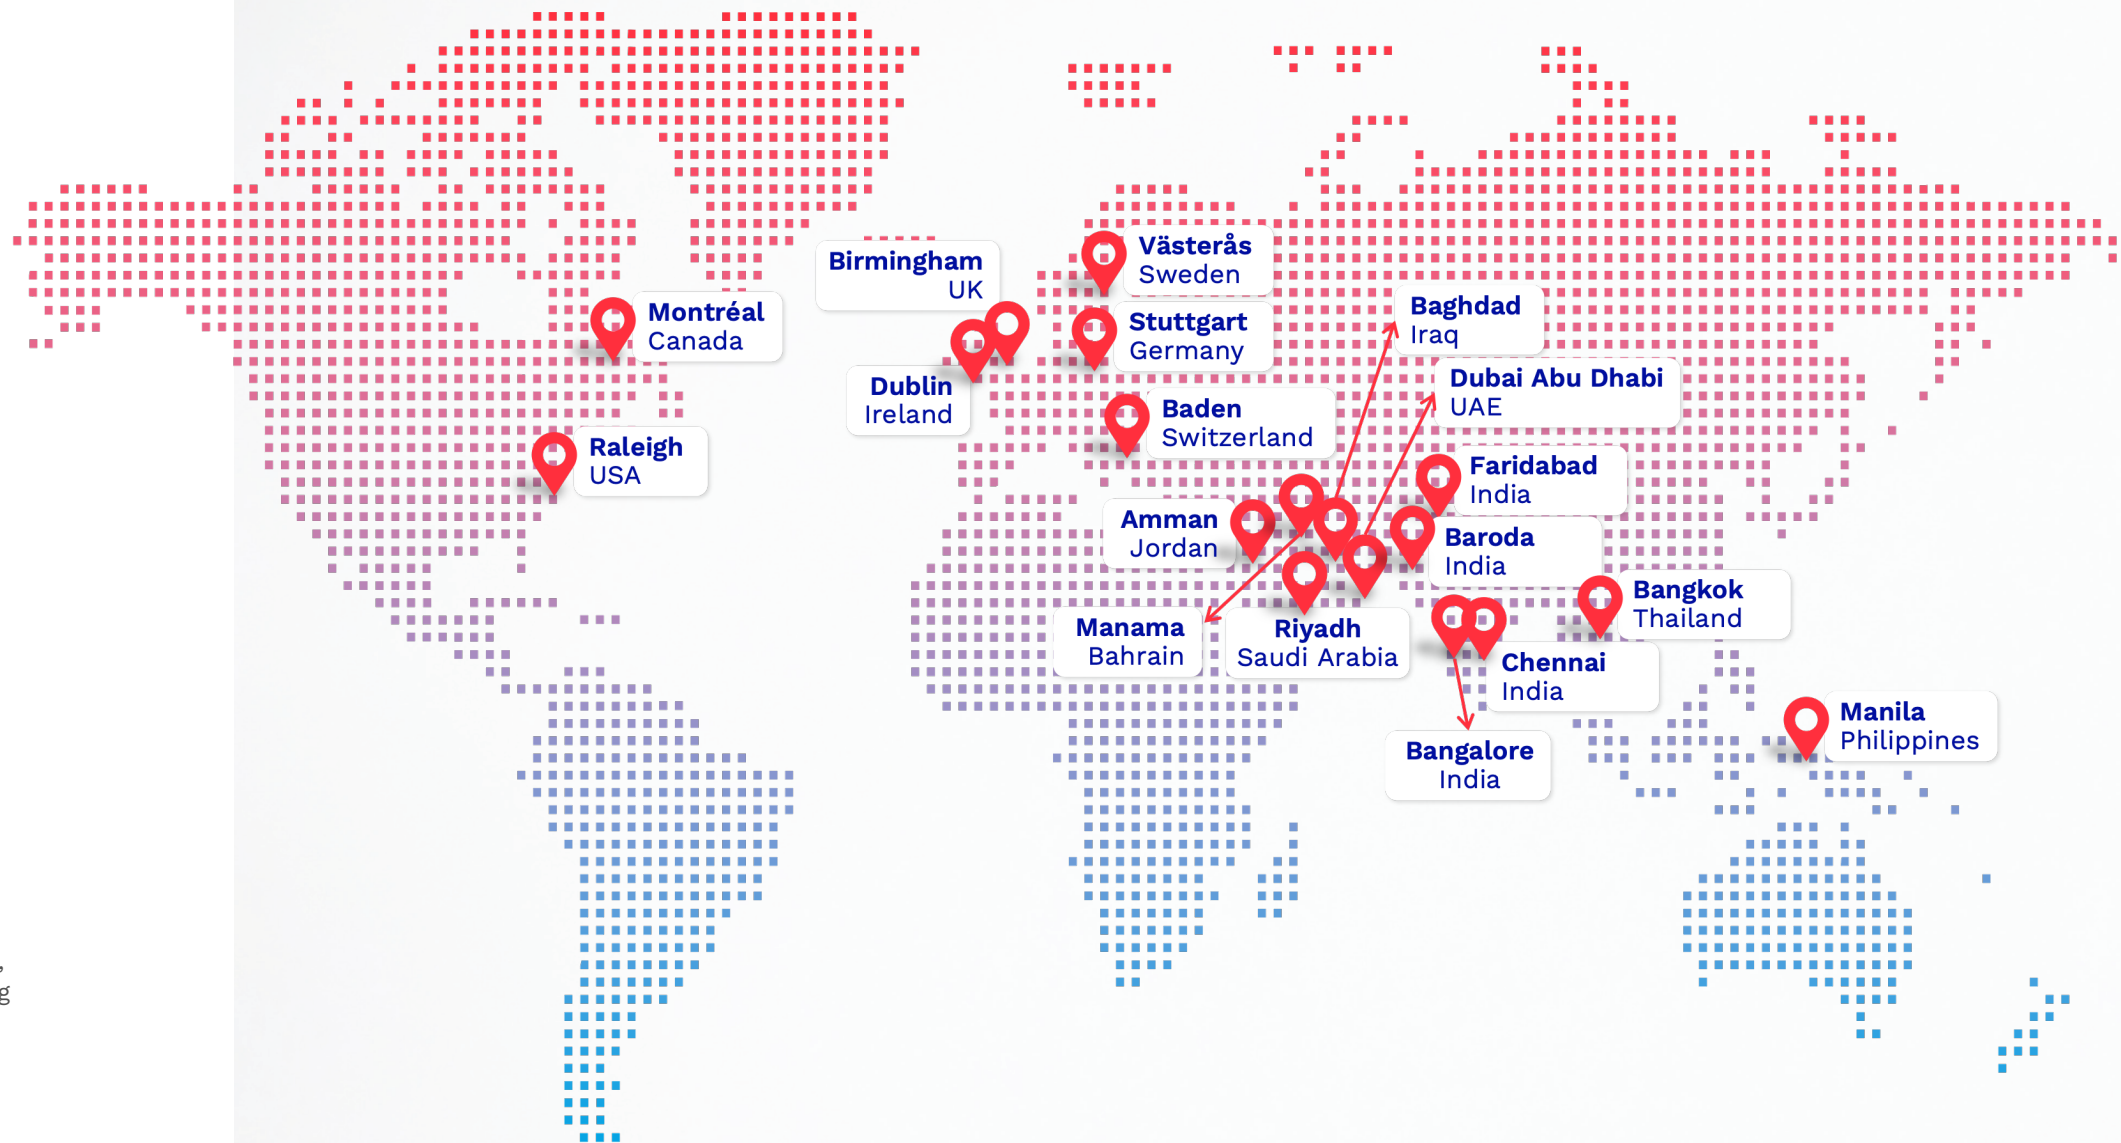 Birmingham
UK
Västerås
Sweden
Montréal
Canada
Stuttgart
Germany
Baghdad
Iraq
Dublin
Ireland
Dubai Abu Dhabi
UAE
Baden
Switzerland
Raleigh
USA
Faridabad
India
Amman
Jordan
Baroda
India
Bangkok
Thailand
Manama
Bahrain
Riyadh
Saudi Arabia
Chennai
India
Manila
Philippines
Bangalore
India
,
g